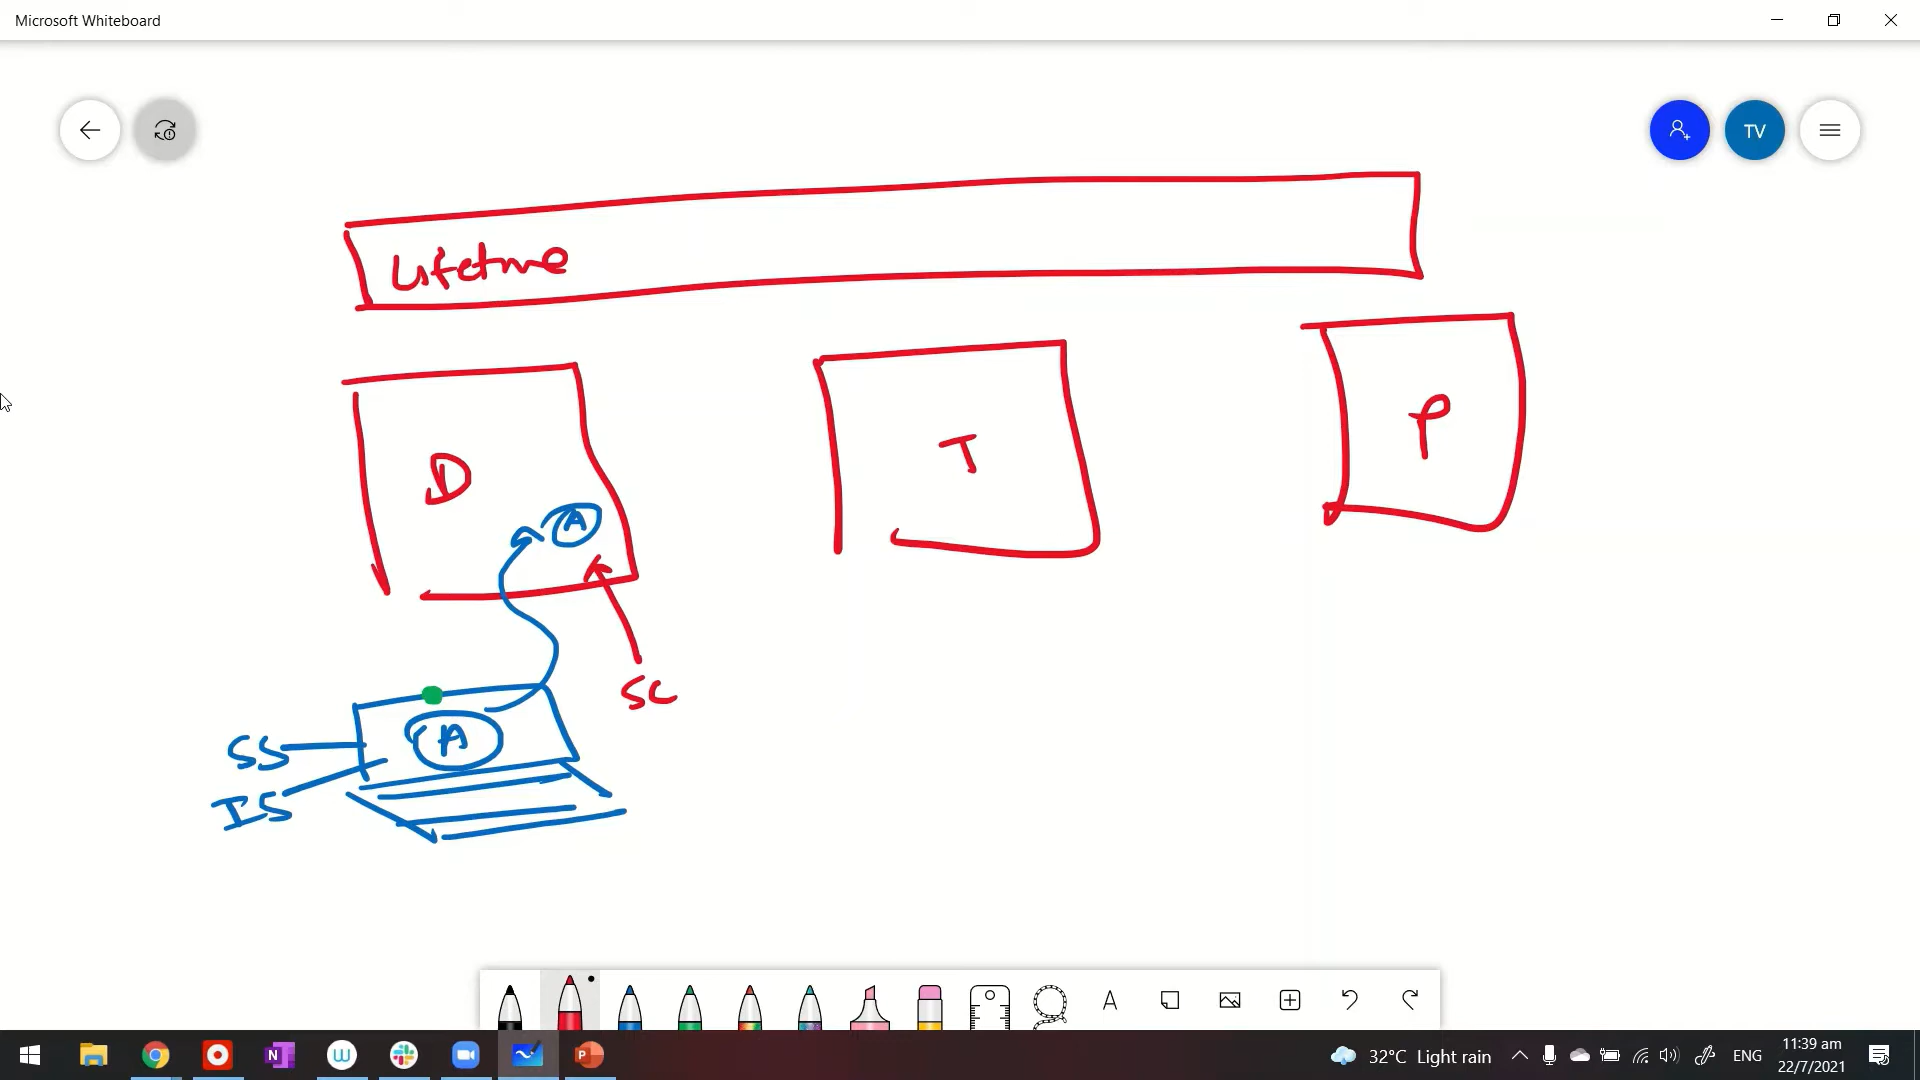 Microsoft Whiteboard
TV
Lifetime
D
T
P
A
SC
SS
A
IS
A
32°C Light rain
ENG
11:39 am
22/7/2021